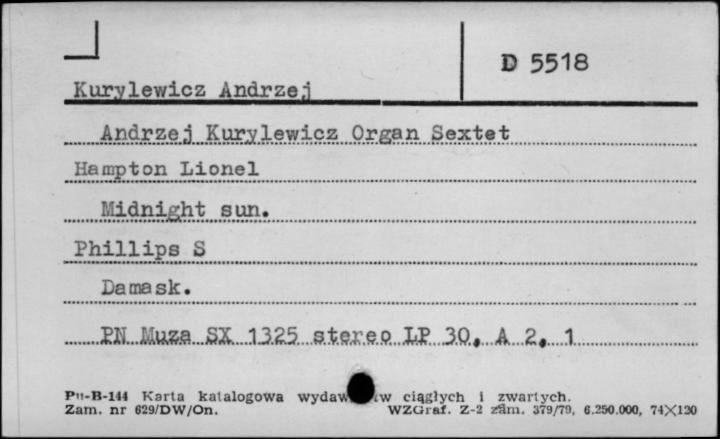 D 5518
Kurylewicz Andrzej
Andrzej Kurylewicz Organ Sextet
Hampton Lionel
Midnight sun.
Phillips S
Damask.
PN Muza SX 1325 stereo LP 30, A 2, 1
Pu-B-144 Karta katalogowa ciągłych i zwartych.
Zam. nr 629/DW/On. WZGraf. Z-2 zam. 379/79, 6.250.000, 74×120